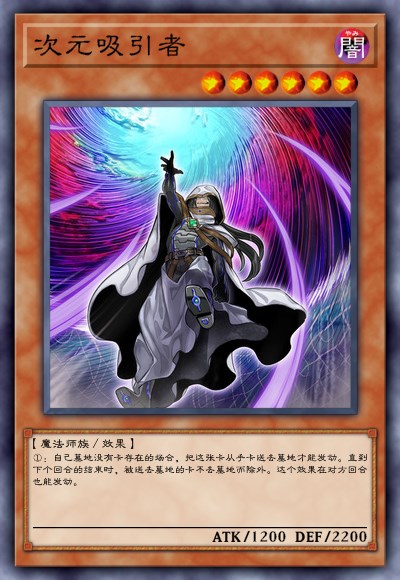 次元吸引者
やみ
闇
【魔法师族／效果】
①：自己墓地没有卡存在的场合，把这张卡从手卡送去墓地才能发动。直到
下个回合的结束时，被送去墓地的卡不去墓地而除外。这个效果在对方回合
也能发动。
ATK/1200 DEF/2200